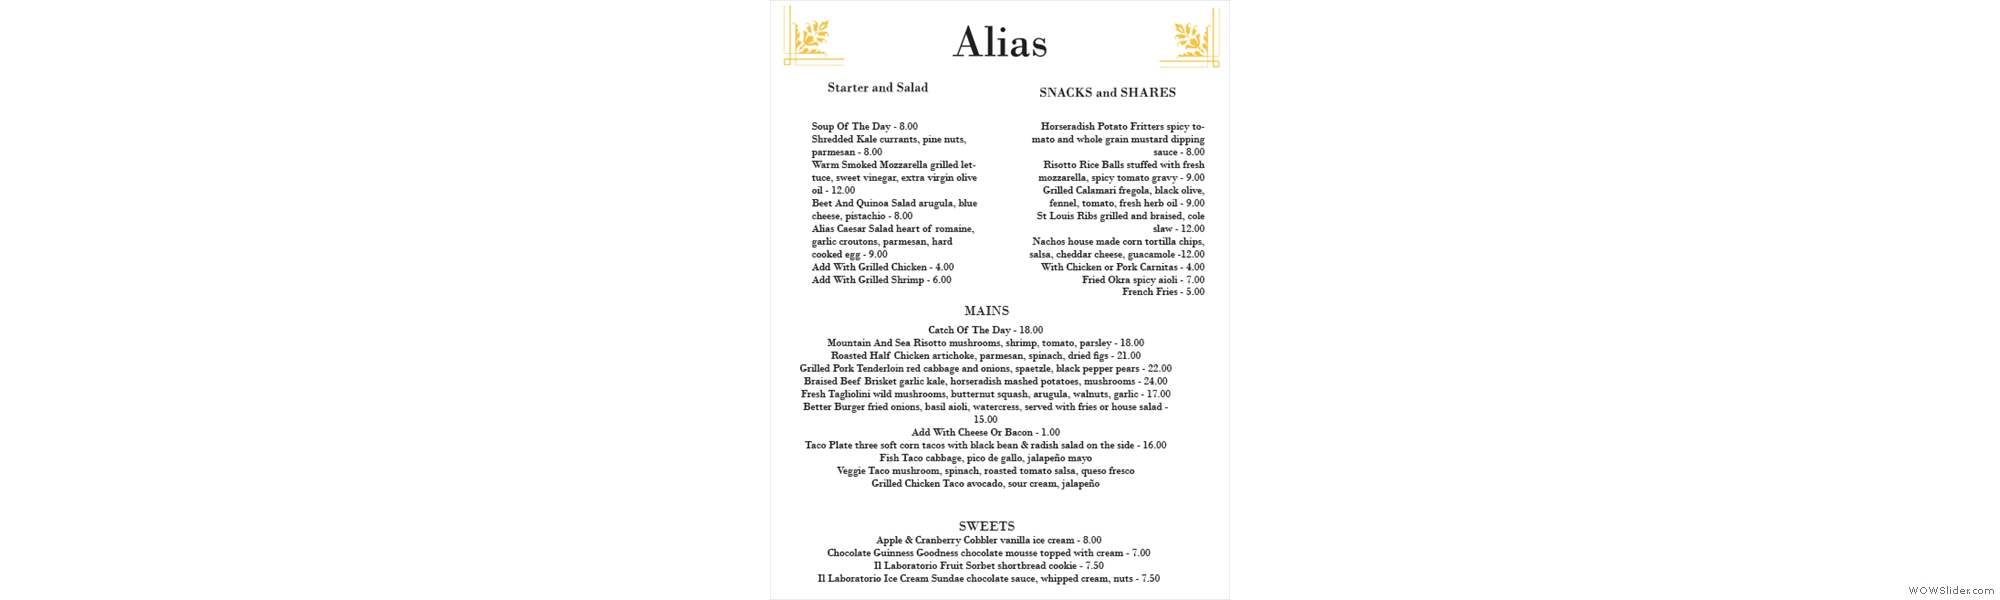 Alias
Starter and Salad
Soup Of The Day - 8.00
Shredded Kale currants, pine nuts,
parmesan - 8.00
Warm Smoked Mozzarella grilled let-
tuce, sweet vinegar, extra virgin olive
oil - 12.00
Beet And Quinoa Salad arugula, blue
cheese, pistachio - 8.00
Alias Caesar Salad heart of romaine,
garlic croutons, parmesan, hard
cooked egg - 9.00
Add With Grilled Chicken - 4.00
Add With Grilled Shrimp - 6.00
SNACKS and SHARES
Horseradish Potato Fritters spicy to-
mato and whole grain mustard dipping
sauce - 8.00
Risotto Rice Balls stuffed with fresh
mozzarella, spicy tomato gravy - 9.00
Grilled Calamari fregola, black olive,
fennel, tomato, fresh herb oil - 9.00
St Louis Ribs grilled and braised, cole
slaw - 12.00
Nachos house made corn tortilla chips,
salsa, cheddar cheese, guacamole -12.00
With Chicken or Pork Carnitas - 4.00
Fried Okra spicy aioli - 7.00
French Fries - 5.00
MAINS
Catch Of The Day - 18.00
Mountain And Sea Risotto mushrooms, shrimp, tomato, parsley - 18.00
Roasted Half Chicken artichoke, parmesan, spinach, dried figs - 21.00
Grilled Pork Tenderloin red cabbage and onions, spaetzle, black pepper pears - 22.00
Braised Beef Brisket garlic kale, horseradish mashed potatoes, mushrooms - 24.00
Fresh Tagliolini wild mushrooms, butternut squash, arugula, walnuts, garlic - 17.00
Better Burger fried onions, basil aioli, watercress, served with fries or house salad -
15.00
Add With Cheese Or Bacon - 1.00
Taco Plate three soft corn tacos with black bean & radish salad on the side - 16.00
Fish Taco cabbage, pico de gallo, jalapeño mayo
Veggie Taco mushroom, spinach, roasted tomato salsa, queso fresco
Grilled Chicken Taco avocado, sour cream, jalapeño
SWEETS
Apple & Cranberry Cobbler vanilla ice cream - 8.00
Chocolate Guinness Goodness chocolate mousse topped with cream - 7.00
Il Laboratorio Fruit Sorbet shortbread cookie - 7.50
Il Laboratorio Ice Cream Sundae chocolate sauce, whipped cream, nuts - 7.50
WOWSlider.com